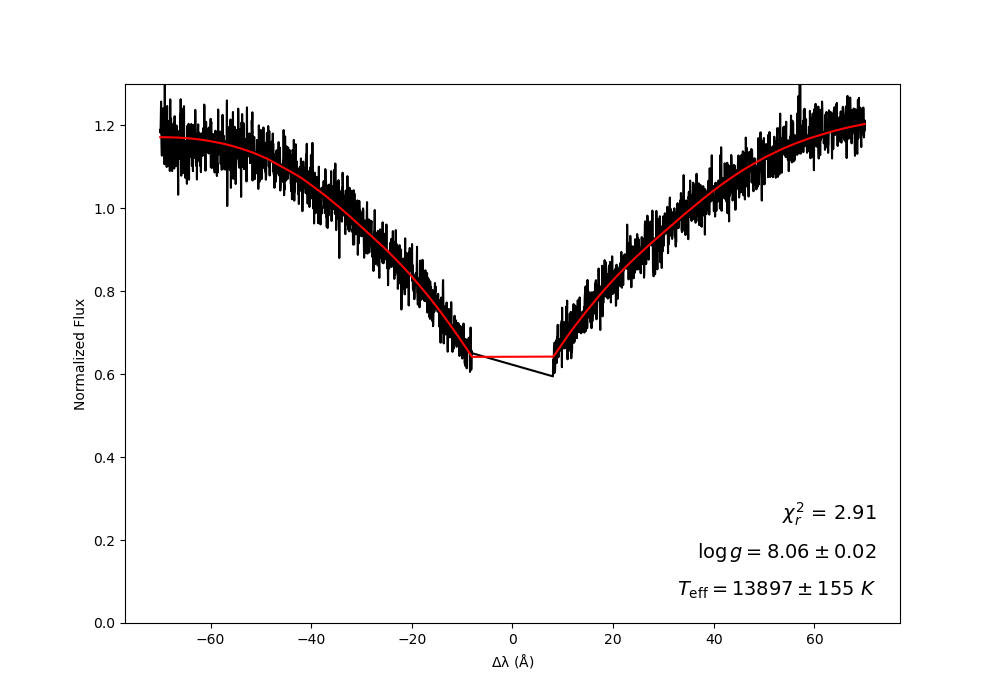 1.2
1.0
0.8
0.6
0.4
0.2
0.0
Normalized Flux
χ²ᵣ = 2.91
log g = 8.06 ± 0.02
T_eff = 13897 ± 155 K
−60 −40 −20 0 20 40 60
Δλ (Å)